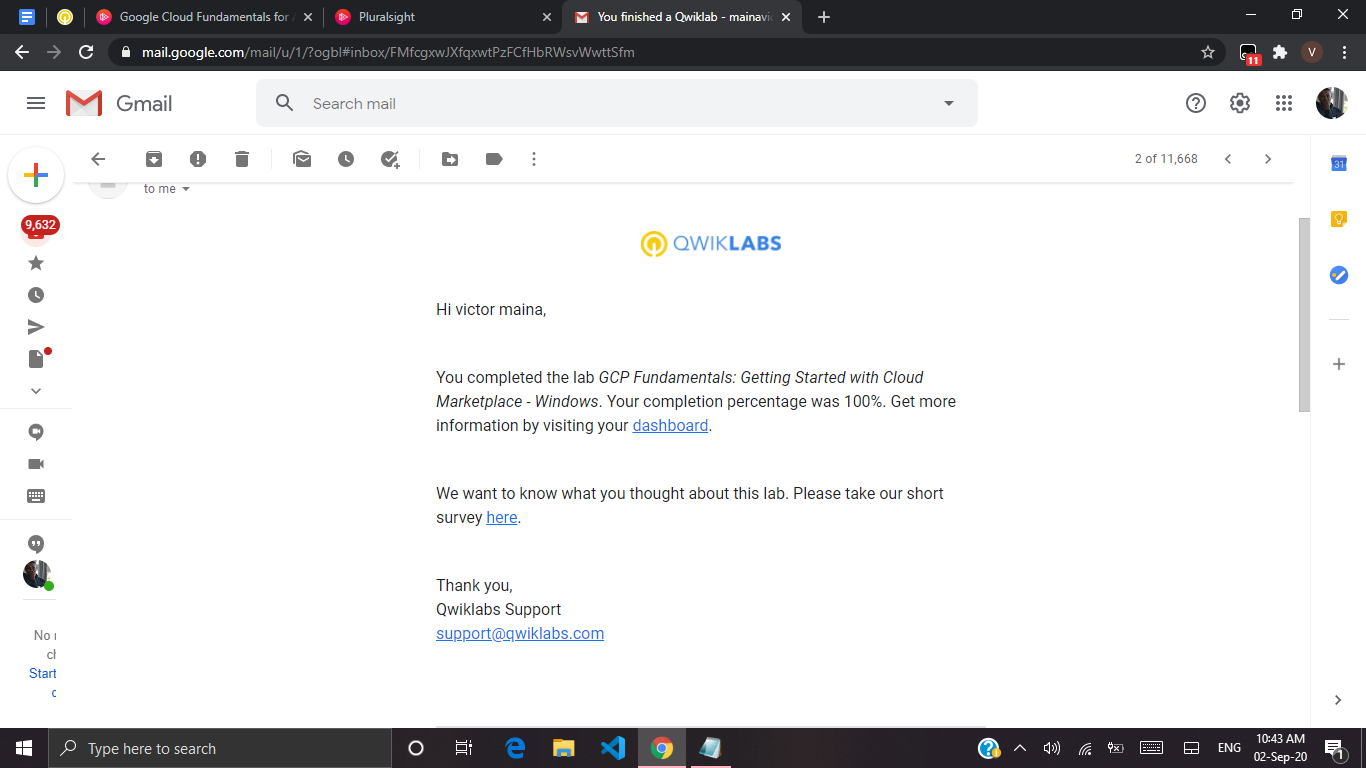 Google Cloud Fundamentals for
Pluralsight
You finished a Qwiklab - mainavi
mail.google.com/mail/u/1/?ogbl#inbox/FMfcgxwJXfqxwtPzFCfHbRWsvWwttSfm
11
V
Gmail
Search mail
2 of 11,668
31
to me
9,632
QWIKLABS
Hi victor maina,
You completed the lab GCP Fundamentals: Getting Started with Cloud
Marketplace - Windows. Your completion percentage was 100%. Get more
information by visiting your dashboard.
We want to know what you thought about this lab. Please take our short
survey here.
Thank you,
Qwiklabs Support
support@qwiklabs.com
No
Start
Type here to search
ENG
10:43 AM
02-Sep-20
1